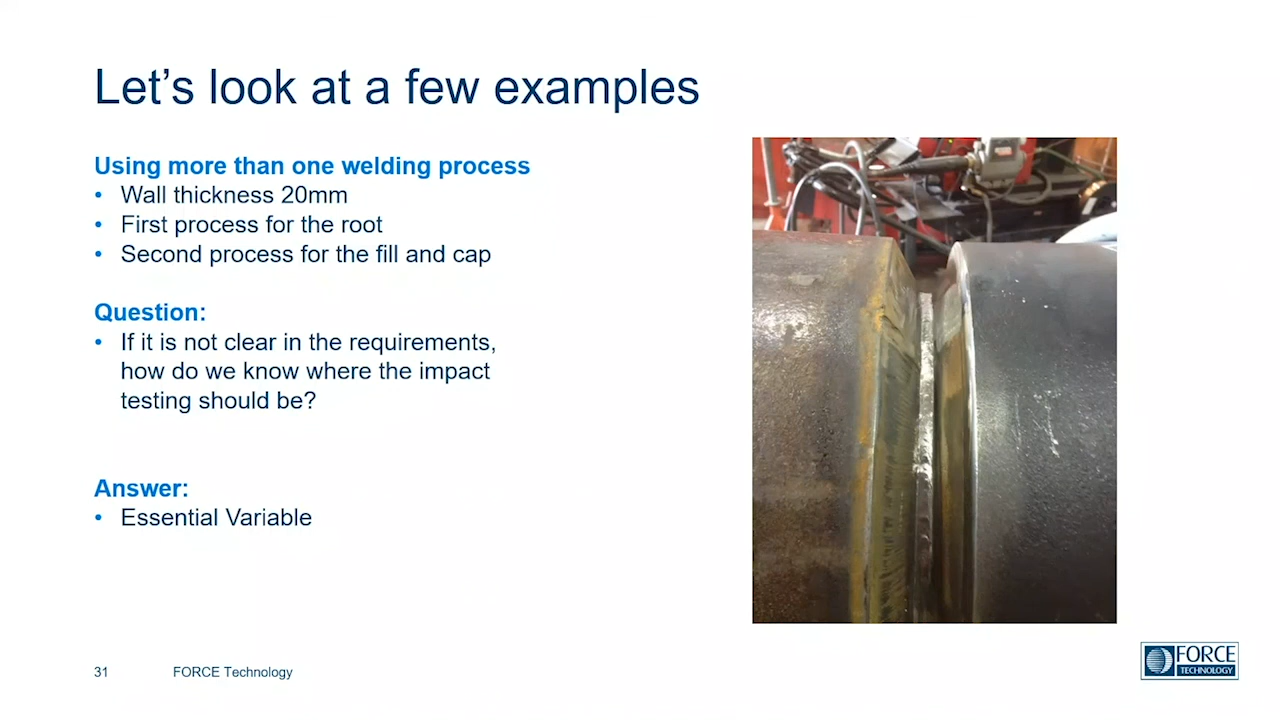 Let's look at a few examples
Using more than one welding process
• Wall thickness 20mm
• First process for the root
• Second process for the fill and cap
Question:
• If it is not clear in the requirements,
how do we know where the impact
testing should be?
Answer:
• Essential Variable
31 FORCE Technology
FORCE
TECHNOLOGY